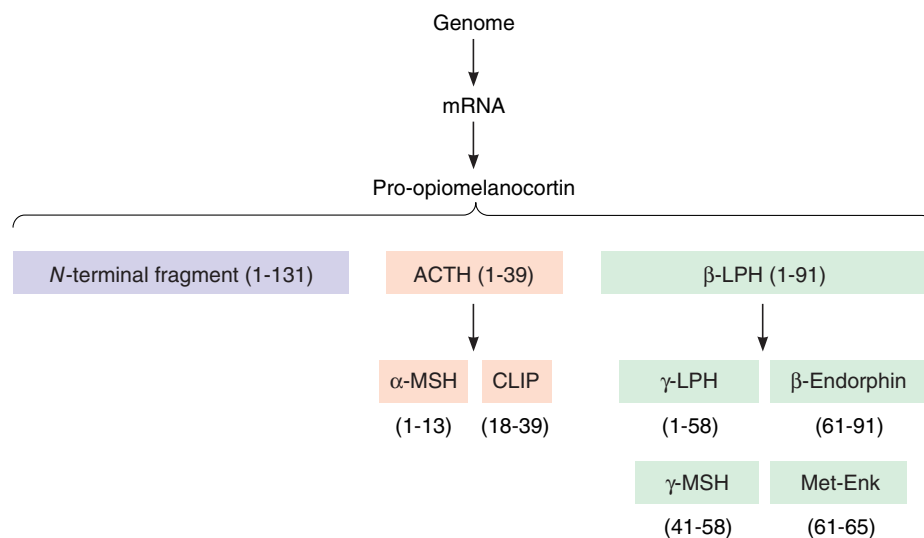 Genome
mRNA
Pro-opiomelanocortin
N-terminal fragment (1-131)
ACTH (1-39)
β-LPH (1-91)
α-MSH
CLIP
γ-LPH
β-Endorphin
(1-13)
(18-39)
(1-58)
(61-91)
γ-MSH
Met-Enk
(41-58)
(61-65)